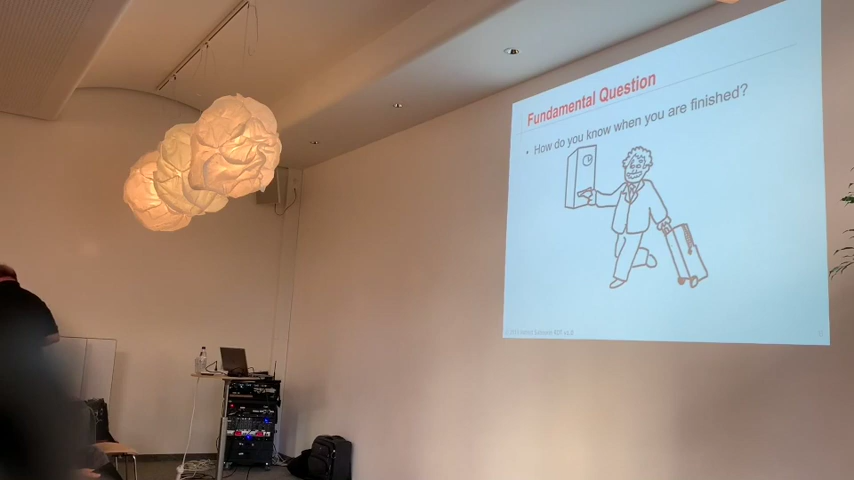 Fundamental Question
• How do you know when you are finished?